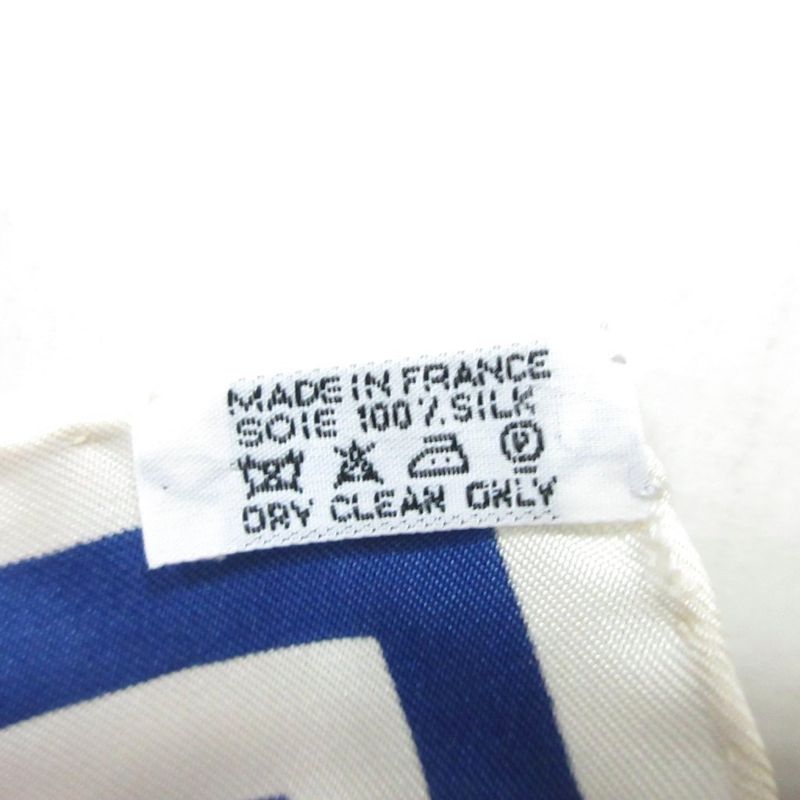 MADE IN FRANCE
SOIE 100% SILK
P
DRY CLEAN ONLY